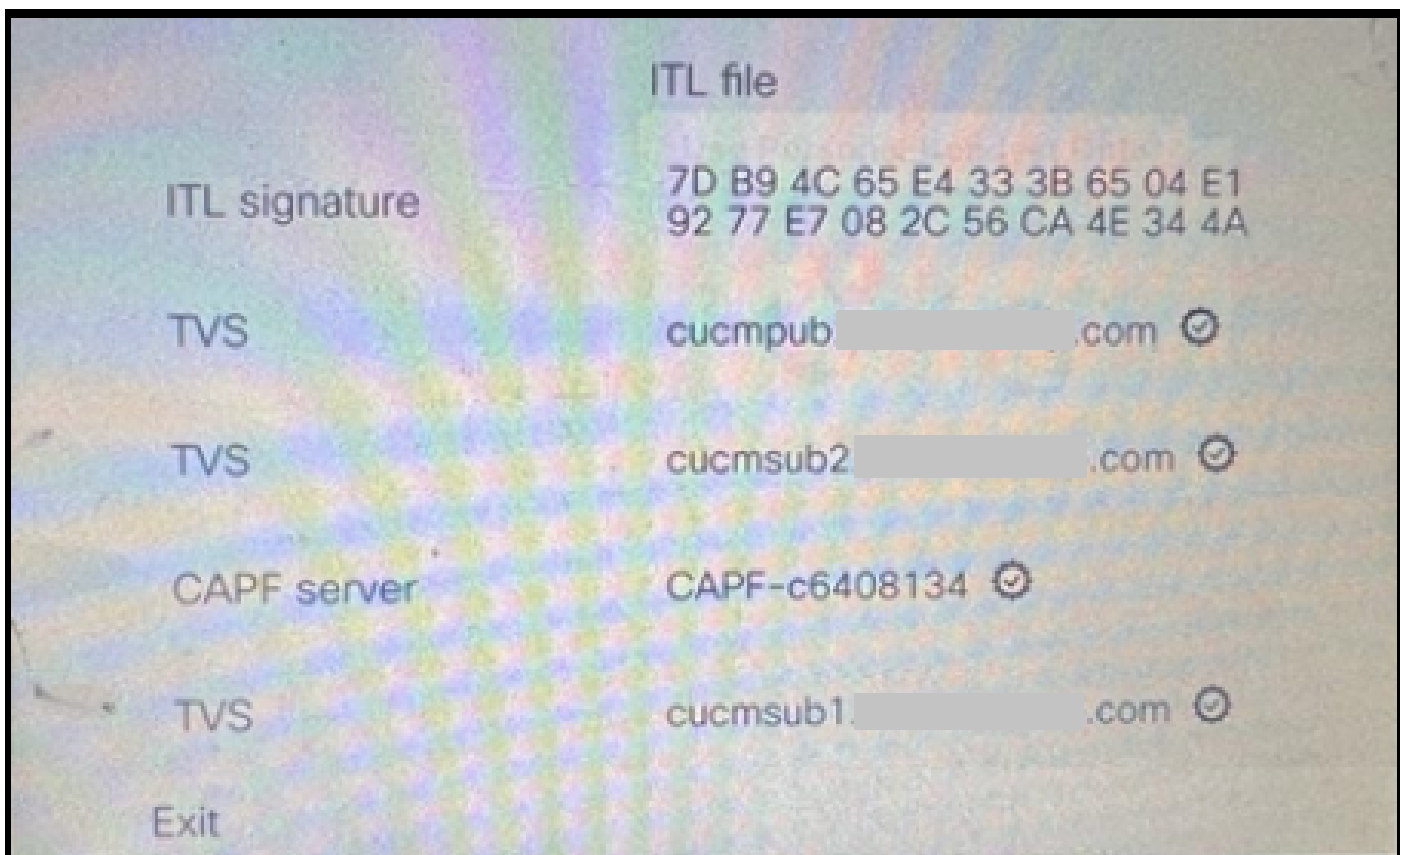 ITL file
ITL signature 7D B9 4C 65 E4 33 3B 65 04 E1
92 77 E7 08 2C 56 CA 4E 34 4A
TVS cucmpub .com
TVS cucmsub2 .com
CAPF server CAPF-c6408134
TVS cucmsub1. .com
Exit